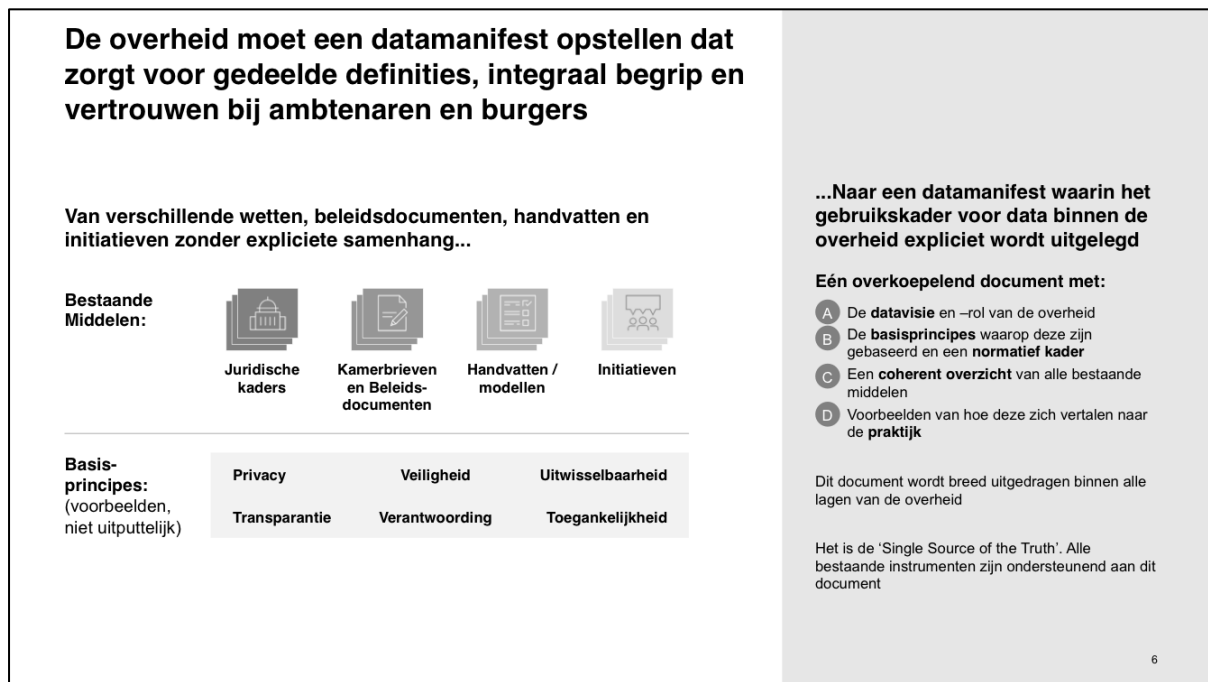 De overheid moet een datamanifest opstellen dat
zorgt voor gedeelde definities, integraal begrip en
vertrouwen bij ambtenaren en burgers
Van verschillende wetten, beleidsdocumenten, handvatten en
initiatieven zonder expliciete samenhang...
Bestaande
Middelen:
Juridische
kaders
Kamerbrieven
en Beleids-
documenten
Handvatten /
modellen
Initiatieven
Basis-
principes:
(voorbeelden,
niet uitputtelijk)
Privacy
Veiligheid
Uitwisselbaarheid
Transparantie
Verantwoording
Toegankelijkheid
...Naar een datamanifest waarin het
gebruikskader voor data binnen de
overheid expliciet wordt uitgelegd
Eén overkoepelend document met:
A De datavisie en –rol van de overheid
B De basisprincipes waarop deze zijn
gebaseerd en een normatief kader
C Een coherent overzicht van alle bestaande
middelen
D Voorbeelden van hoe deze zich vertalen naar
de praktijk
Dit document wordt breed uitgedragen binnen alle
lagen van de overheid
Het is de ‘Single Source of the Truth’. Alle
bestaande instrumenten zijn ondersteunend aan dit
document
6